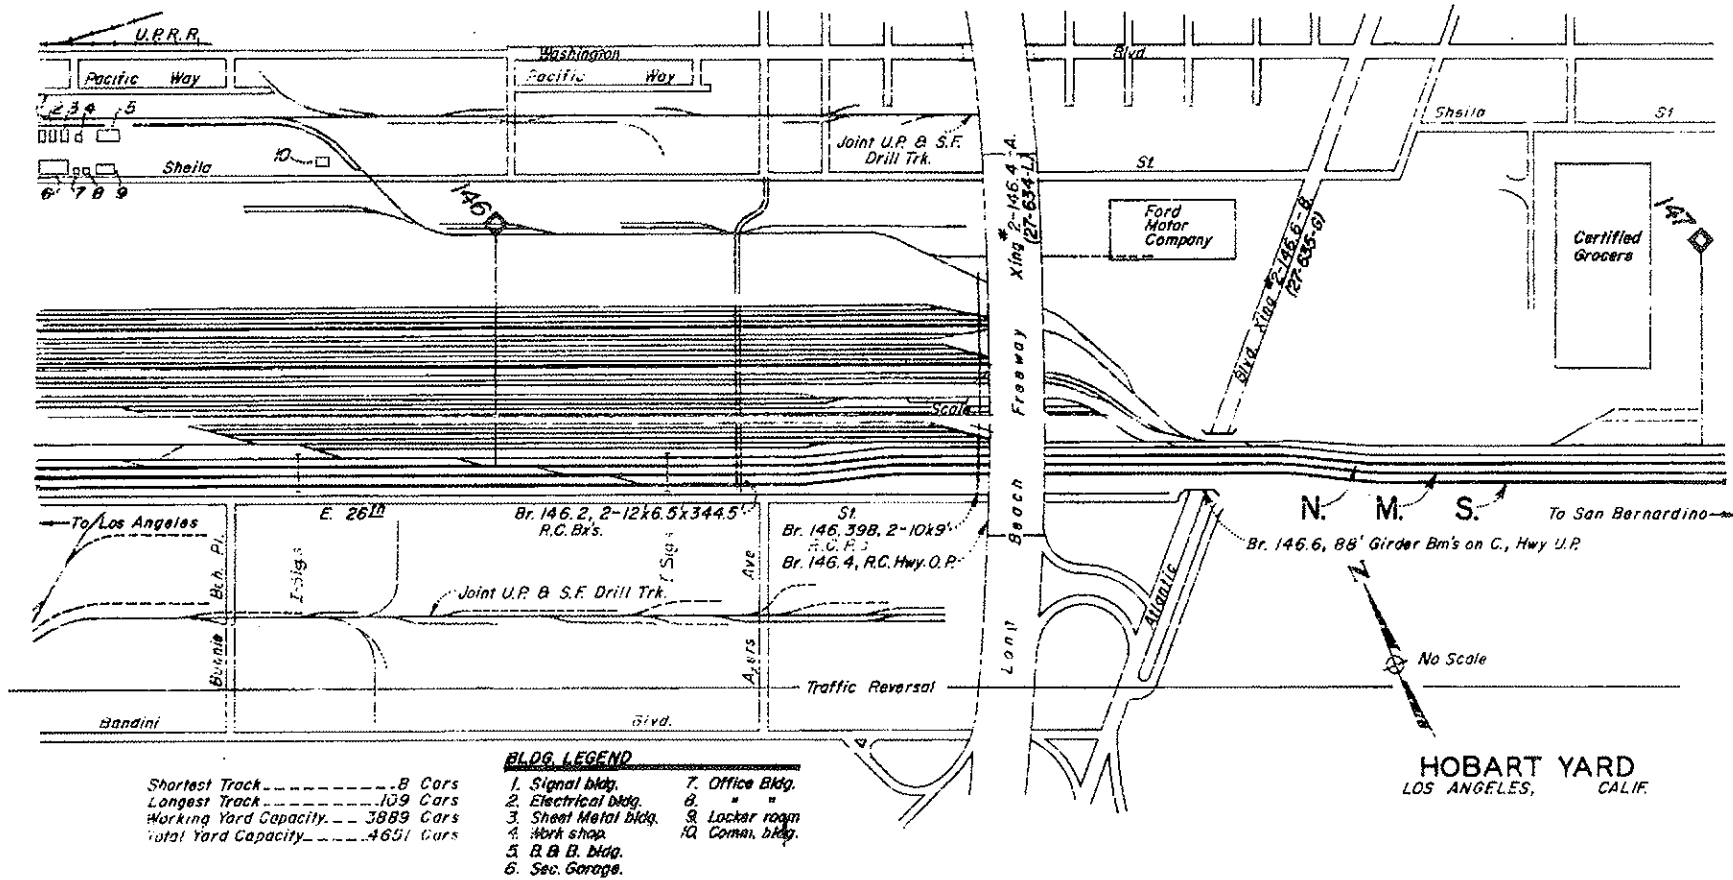 U.P.R.R.
Washington
Blvd.
Pacific Way
Pacific Way
2 3 4 5
Sheila St.
Joint U.P. & S.F.
Drill Trk.
10
Sheila
St.
6 7 8 9
146
Xing # 2-146.4-A.
(27-634-L)
Ford
Motor
Company
Blvd. Xing # 2-146.6-B.
(27-635-G)
Certified
Grocers
147
Scale
Long Beach Freeway
N. M. S.
To Los Angeles
E. 26th
St.
Br. 146.2, 2-12'x6.5'x344.5'
R.C. Bx's.
Br. 146.398, 2-10x9'
Br. 146.4, R.C. Hwy. O.P.
To San Bernardino
Br. 146.6, 88' Girder Bm's on C., Hwy U.P.
Pl.
Ayers Ave
Joint U.P. & S.F. Drill Trk.
Atlantic
N
No Scale
Traffic Reversal
Bandini
Blvd.
HOBART YARD
LOS ANGELES, CALIF.
Shortest Track 8 Cars
Longest Track 109 Cars
Working Yard Capacity 3889 Cars
Total Yard Capacity 4651 Cars
BLDG. LEGEND
1. Signal bldg.
2. Electrical bldg.
3. Sheet Metal bldg.
4. Work shop
5. B. & B. bldg.
6. Sec. Garage.
7. Office Bldg.
8. " "
9. Locker room
10. Comm. bldg.